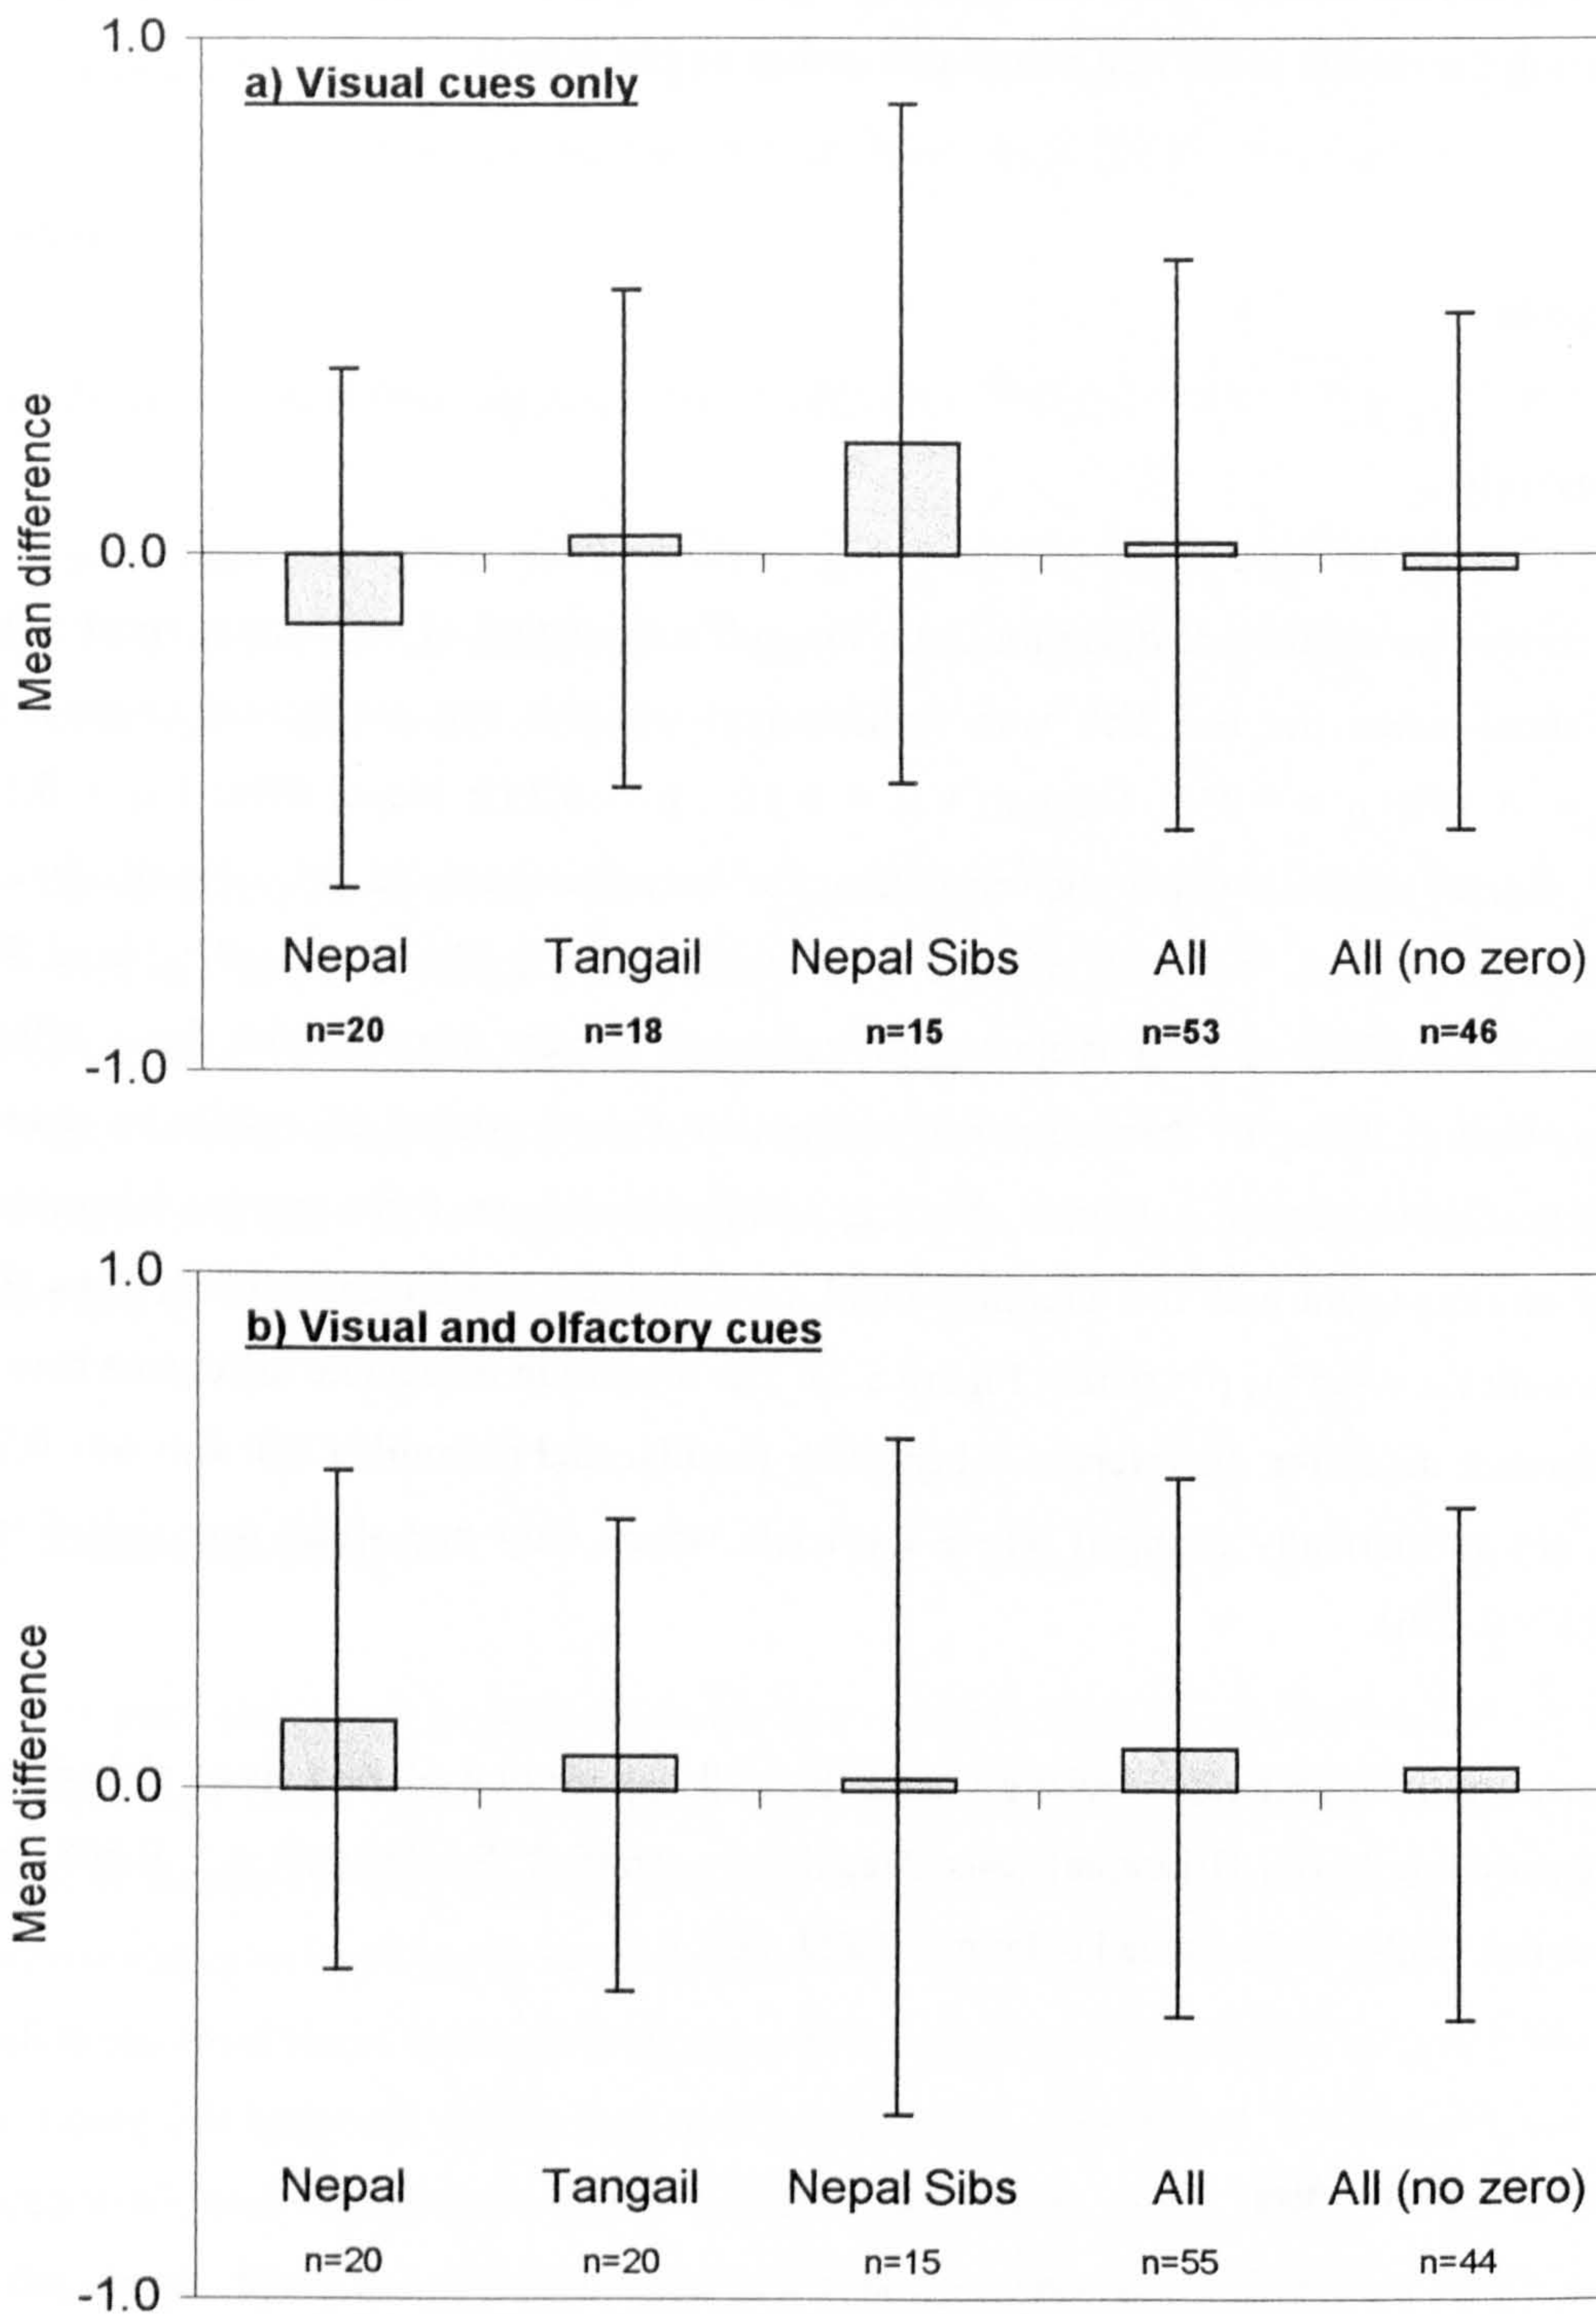 1.0
a) Visual cues only
Mean difference
0.0
Nepal Tangail Nepal Sibs All All (no zero)
n=20 n=18 n=15 n=53 n=46
-1.0
1.0
b) Visual and olfactory cues
Mean difference
0.0
Nepal Tangail Nepal Sibs All All (no zero)
n=20 n=20 n=15 n=55 n=44
-1.0